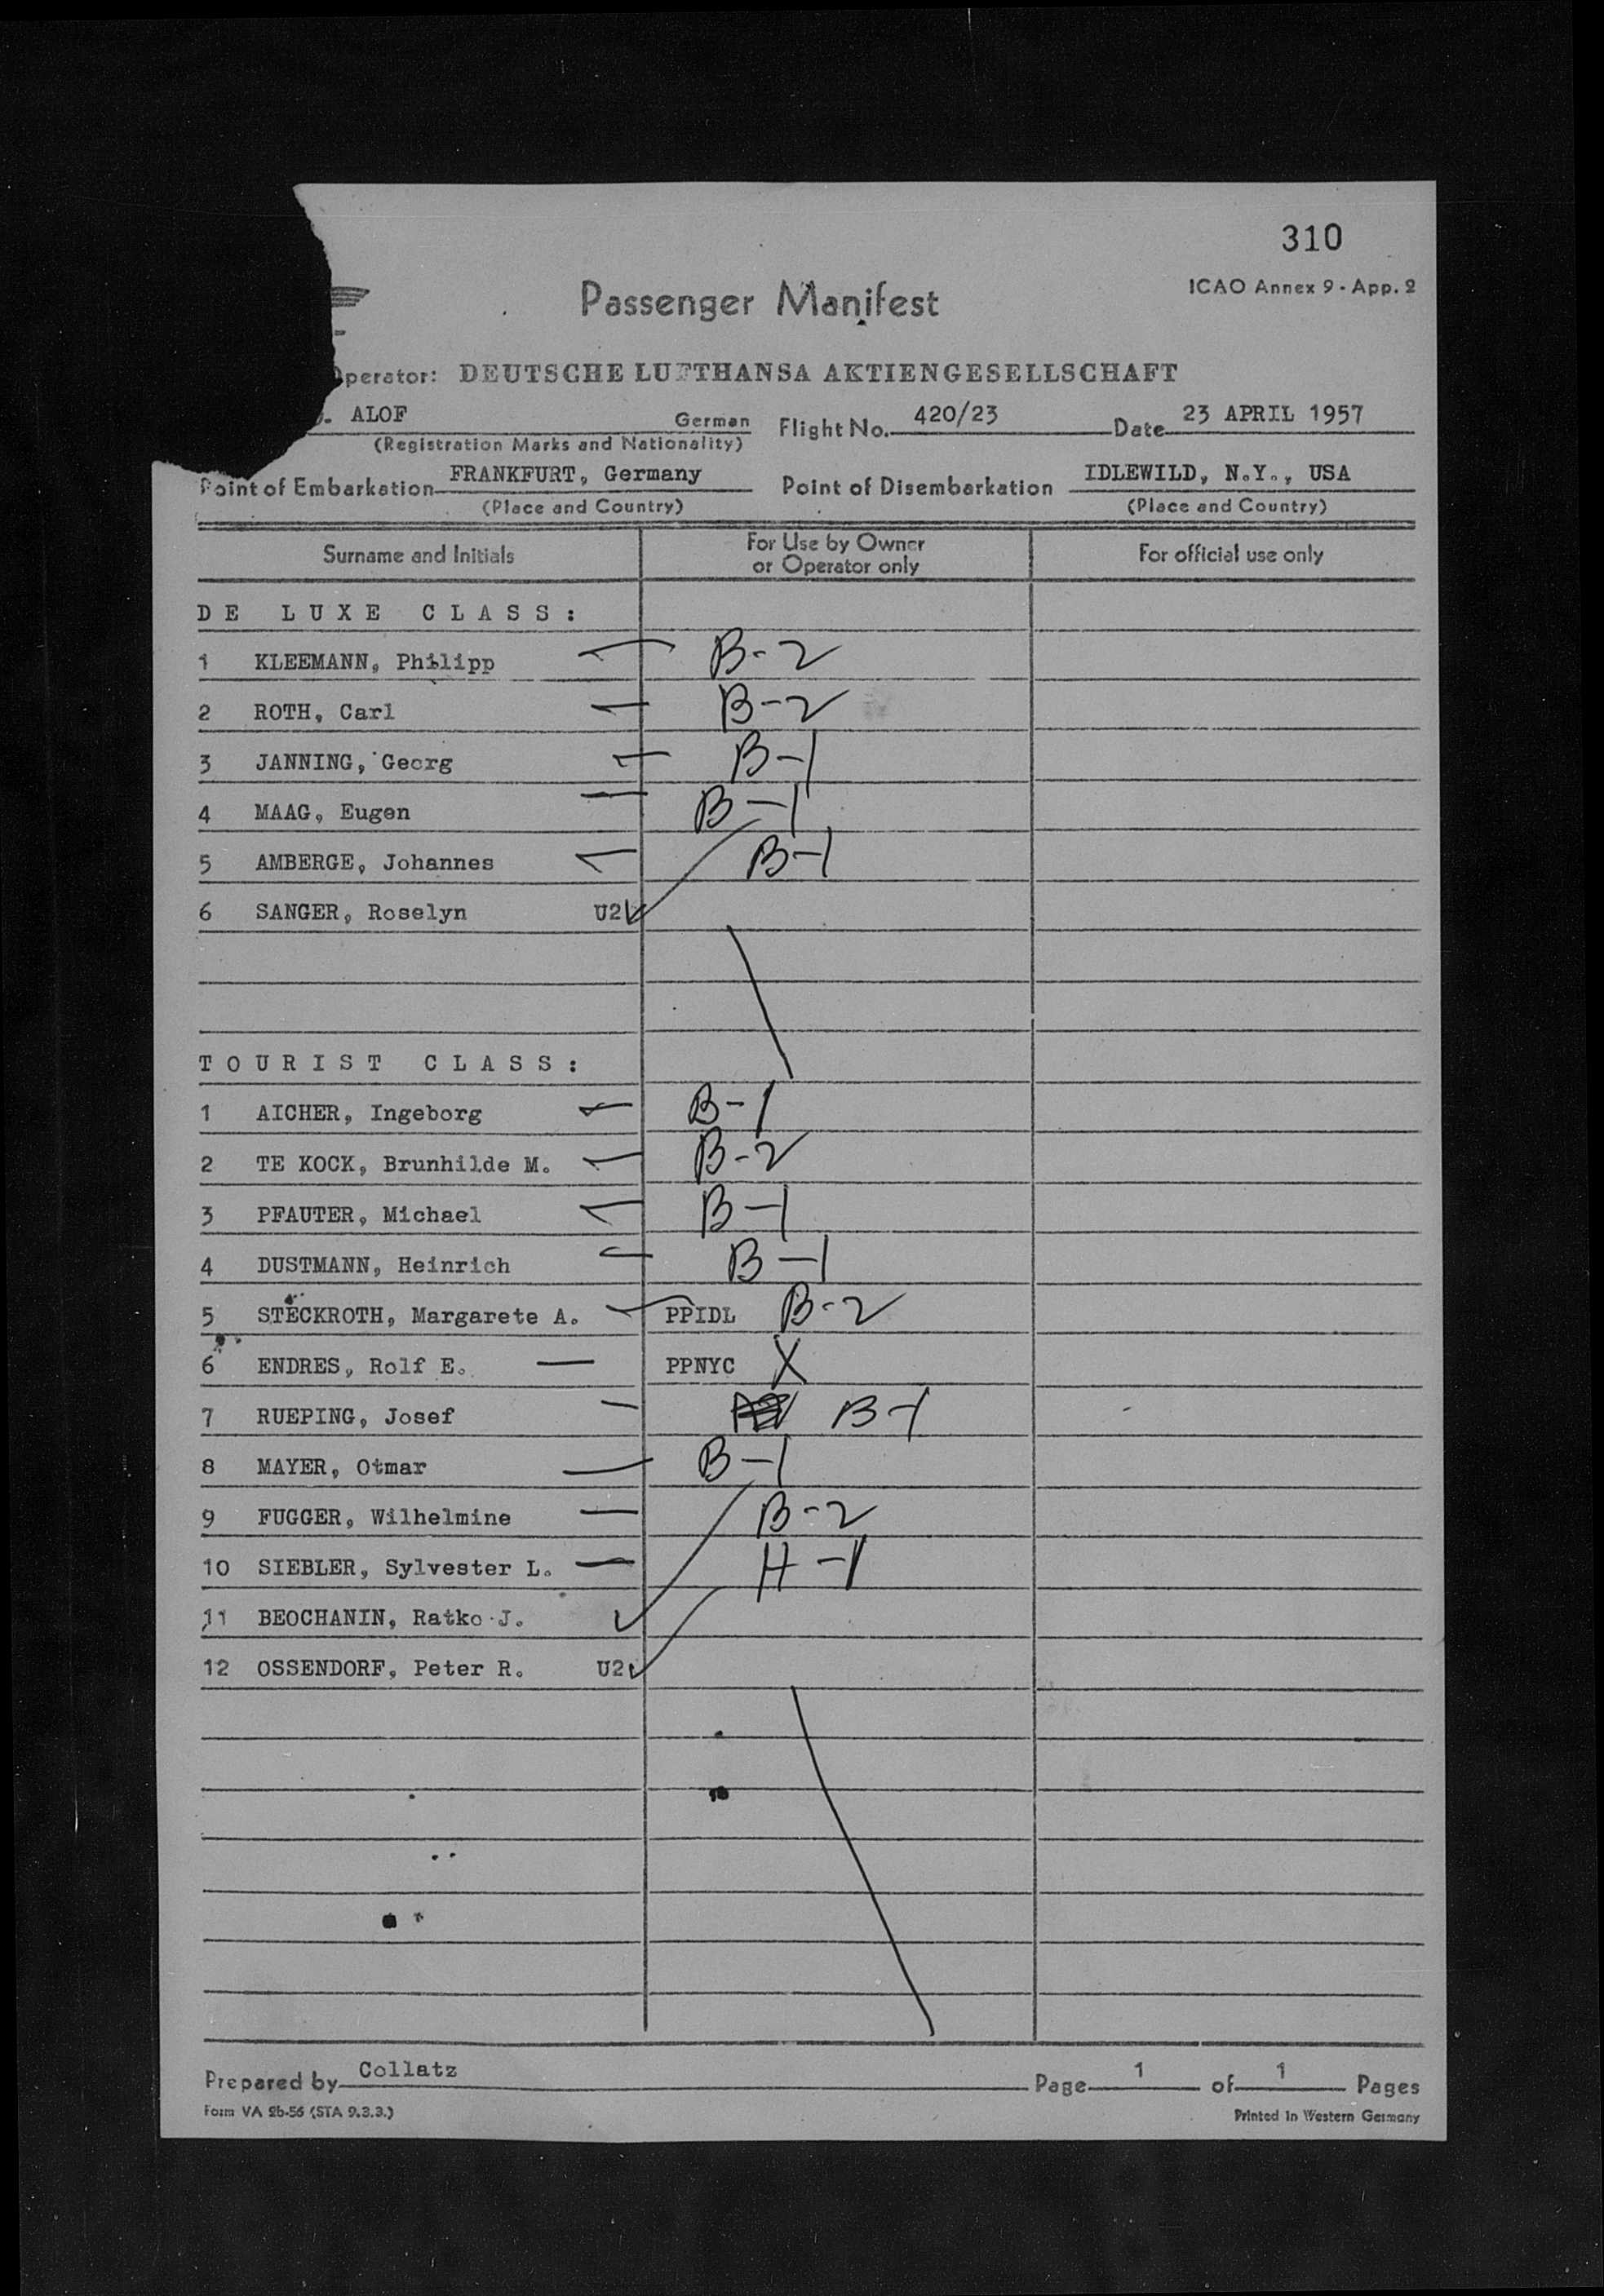 310
ICAO Annex 9 - App. 2
Passenger Manifest
Operator: DEUTSCHE LUFTHANSA AKTIENGESELLSCHAFT
ALOF German Flight No. 420/23 Date 23 APRIL 1957
(Registration Marks and Nationality)
Point of Embarkation FRANKFURT, Germany Point of Disembarkation IDLEWILD, N.Y., USA
(Place and Country) (Place and Country)
Surname and Initials For Use by Owner or Operator only For official use only
DE LUXE CLASS:
1 KLEEMANN, Philipp B-2
2 ROTH, Carl B-2
3 JANNING, Georg B-1
4 MAAG, Eugen B-1
5 AMBERGE, Johannes B-1
6 SANGER, Roselyn U2
TOURIST CLASS:
1 AICHER, Ingeborg B-1
2 TE KOCK, Brunhilde M. B-2
3 PFAUTER, Michael B-1
4 DUSTMANN, Heinrich B-1
5 STECKROTH, Margarete A. PPIDL B-2
6 ENDRES, Rolf E. PPNYC X
7 RUEPING, Josef B-1
8 MAYER, Otmar B-1
9 FUGGER, Wilhelmine B-2
10 SIEBLER, Sylvester L. H-1
11 BEOCHANIN, Ratko J.
12 OSSENDORF, Peter R. U2
Prepared by Collatz Page 1 of 1 Pages
Form VA 2b-56 (STA 9.3.3.) Printed in Western Germany